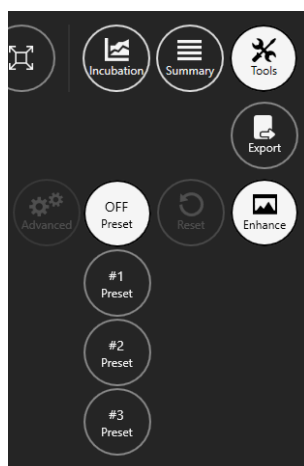 Incubation
Summary
Tools
Export
Advanced
OFF
Preset
Reset
Enhance
#1
Preset
#2
Preset
#3
Preset